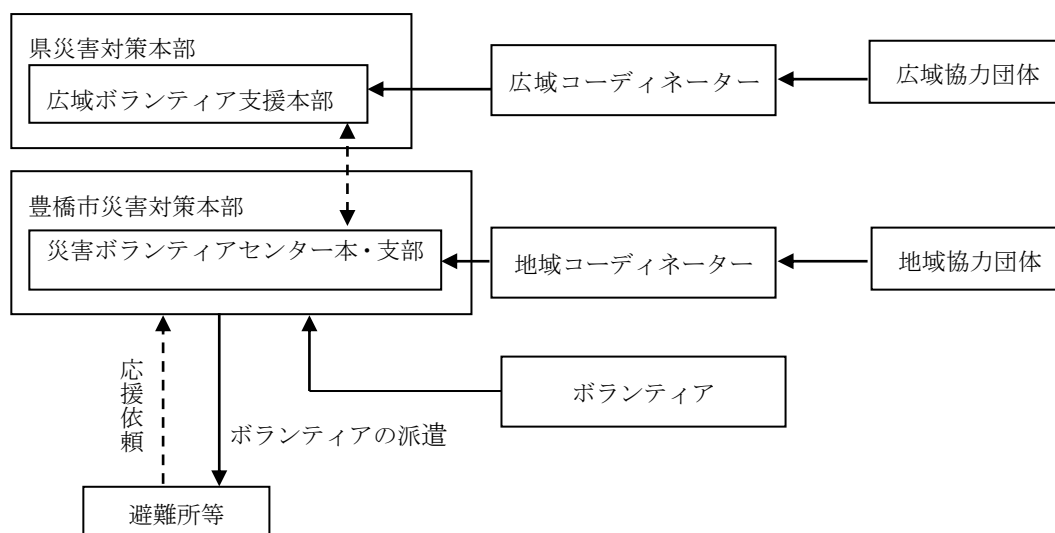 県災害対策本部
広域ボランティア支援本部
広域コーディネーター
広域協力団体
豊橋市災害対策本部
災害ボランティアセンター本・支部
地域コーディネーター
地域協力団体
応援依頼
ボランティアの派遣
ボランティア
避難所等